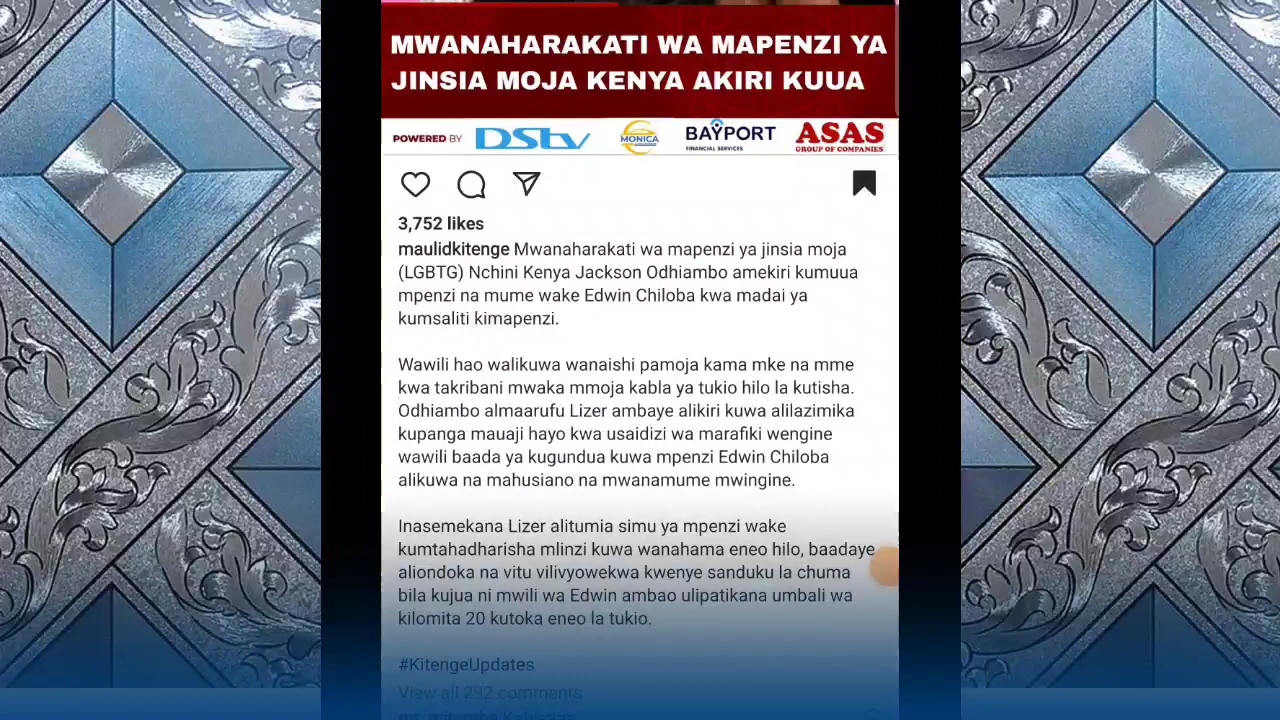 MWANAHARAKATI WA MAPENZI YA
JINSIA MOJA KENYA AKIRI KUUA
POWERED BY DStv MONICA BAYPORT FINANCIAL SERVICES ASAS GROUP OF COMPANIES
3,752 likes
maulidkitenge Mwanaharakati wa mapenzi ya jinsia moja
(LGBTG) Nchini Kenya Jackson Odhiambo amekiri kumuua
mpenzi na mume wake Edwin Chiloba kwa madai ya
kumsaliti kimapenzi.
Wawili hao walikuwa wanaishi pamoja kama mke na mme
kwa takribani mwaka mmoja kabla ya tukio hilo la kutisha.
Odhiambo almaarufu Lizer ambaye alikiri kuwa alilazimika
kupanga mauaji hayo kwa usaidizi wa marafiki wengine
wawili baada ya kugundua kuwa mpenzi Edwin Chiloba
alikuwa na mahusiano na mwanamume mwingine.
Inasemekana Lizer alitumia simu ya mpenzi wake
kumtahadharisha mlinzi kuwa wanahama eneo hilo, baadaye
aliondoka na vitu vilivyowekwa kwenye sanduku la chuma
bila kujua ni mwili wa Edwin ambao ulipatikana umbali wa
kilomita 20 kutoka eneo la tukio.
#KitengeUpdates
View all 292 comments